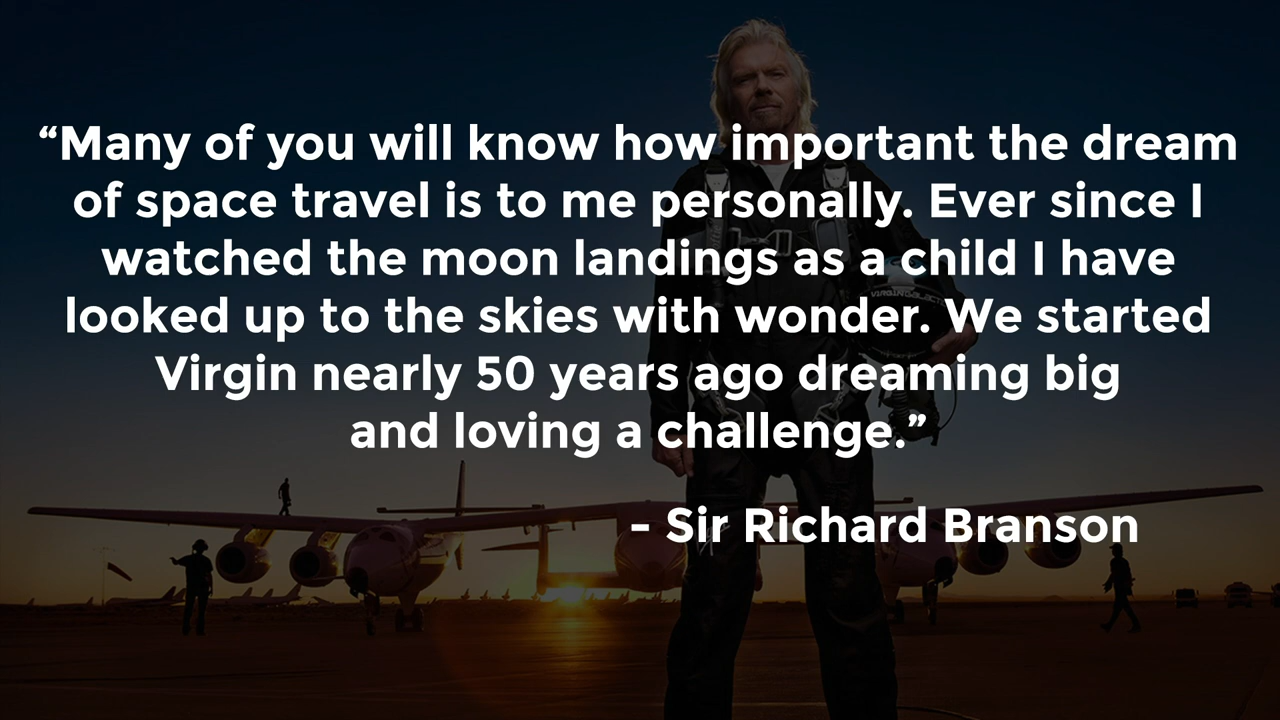 “Many of you will know how important the dream
of space travel is to me personally. Ever since I
watched the moon landings as a child I have
looked up to the skies with wonder. We started
Virgin nearly 50 years ago dreaming big
and loving a challenge.”
- Sir Richard Branson